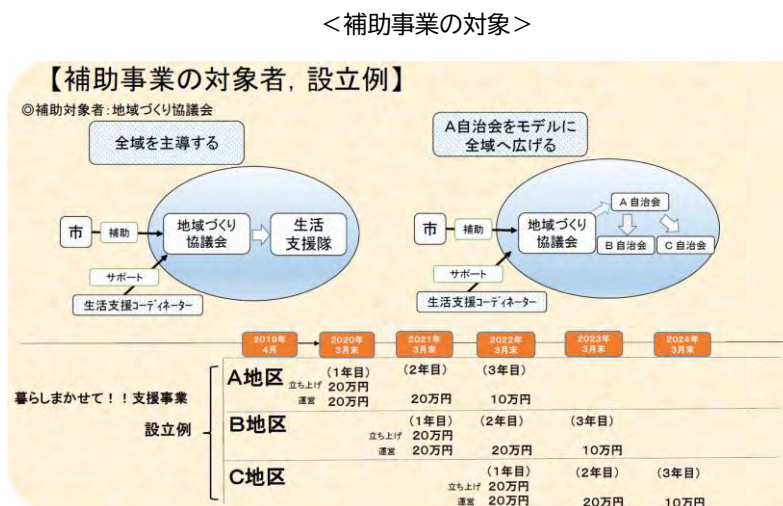 ＜補助事業の対象＞
【補助事業の対象者，設立例】
◎補助対象者：地域づくり協議会
全域を主導する
市
補助
地域づくり
協議会
生活
支援隊
サポート
生活支援コーディネーター
A自治会をモデルに
全域へ広げる
市
補助
地域づくり
協議会
A 自治会
B 自治会
C 自治会
サポート
生活支援コーディネーター
2019年
4月
2020年
3月末
2021年
3月末
2022年
3月末
2023年
3月末
2024年
3月末
暮らしまかせて！！支援事業
設立例
A地区 (1年目) (2年目) (3年目)
立ち上げ 20万円
運営 20万円 20万円 10万円
B地区 (1年目) (2年目) (3年目)
立ち上げ 20万円
運営 20万円 20万円 10万円
C地区 (1年目) (2年目) (3年目)
立ち上げ 20万円
運営 20万円 20万円 10万円